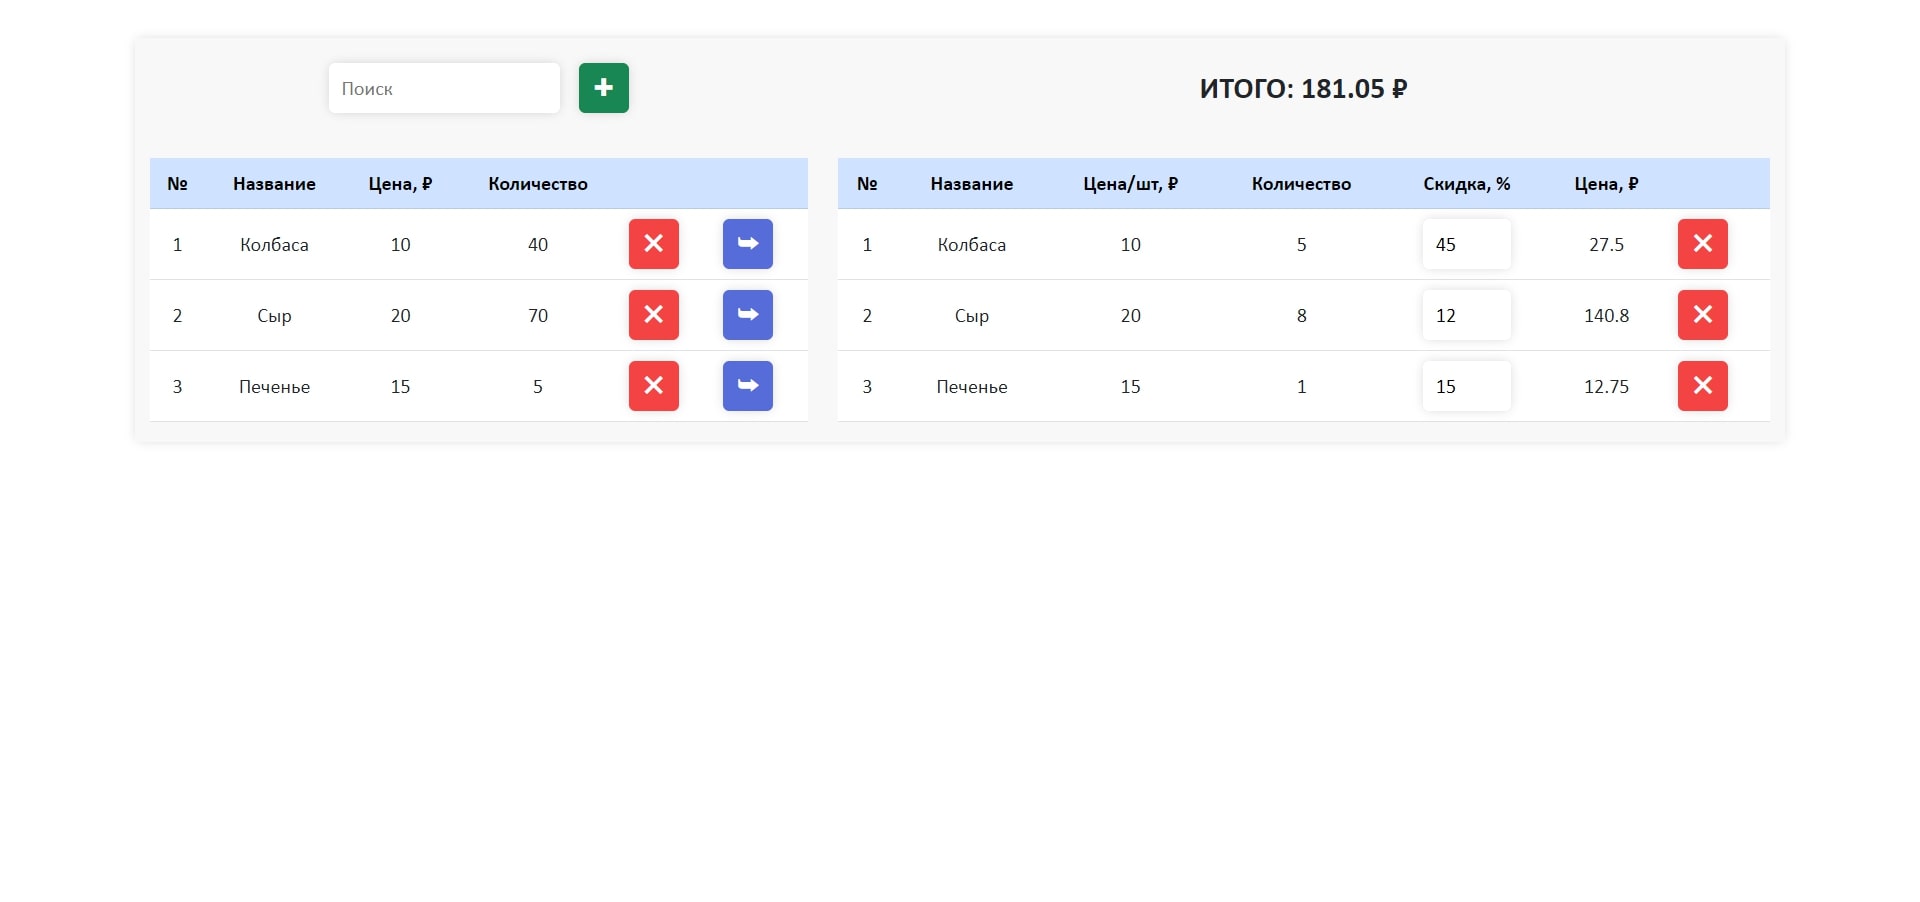 Поиск
ИТОГО: 181.05 ₽
№ Название Цена, ₽ Количество
1 Колбаса 10 40
2 Сыр 20 70
3 Печенье 15 5
№ Название Цена/шт, ₽ Количество Скидка, % Цена, ₽
1 Колбаса 10 5 45 27.5
2 Сыр 20 8 12 140.8
3 Печенье 15 1 15 12.75